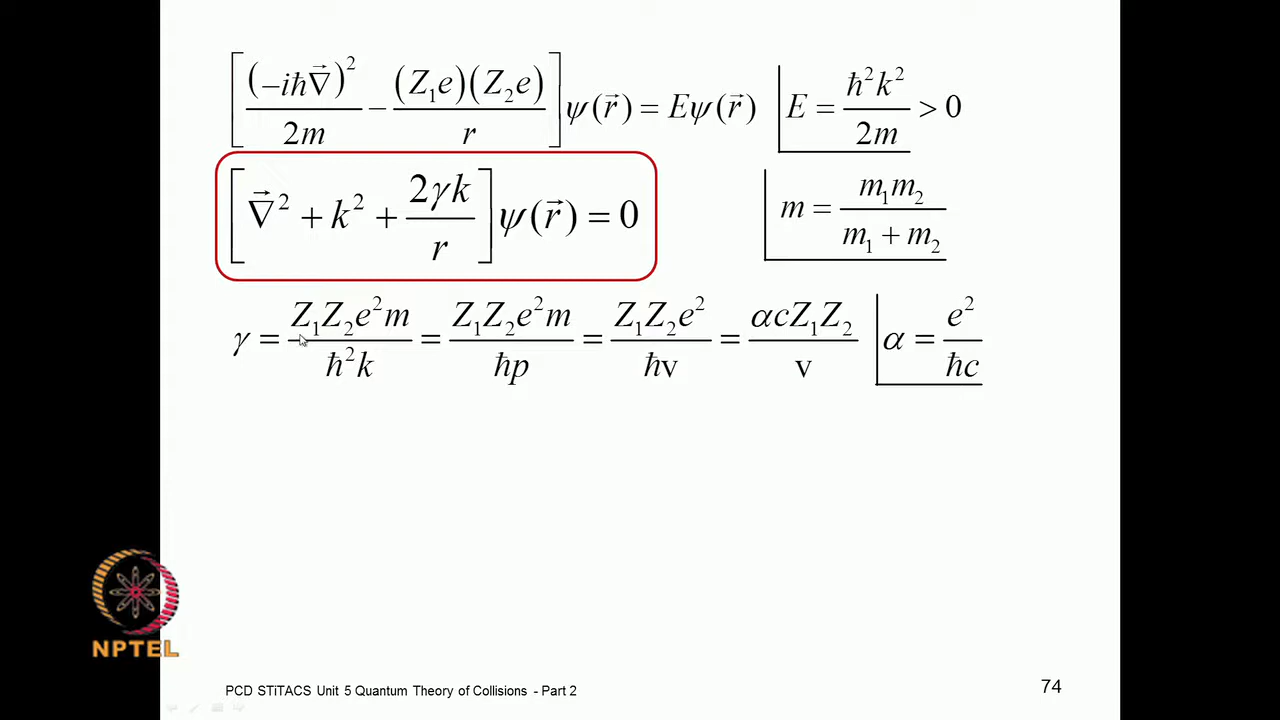 [(-iħ∇⃗)²/2m − (Z₁e)(Z₂e)/r] ψ(r⃗) = Eψ(r⃗) E = ħ²k²/2m > 0
[∇⃗² + k² + 2γk/r] ψ(r⃗) = 0 m = m₁m₂/(m₁ + m₂)
γ = Z₁Z₂e²m/ħ²k = Z₁Z₂e²m/ħp = Z₁Z₂e²/ħv = αcZ₁Z₂/v α = e²/ħc
NPTEL
PCD STiTACS Unit 5 Quantum Theory of Collisions - Part 2 74